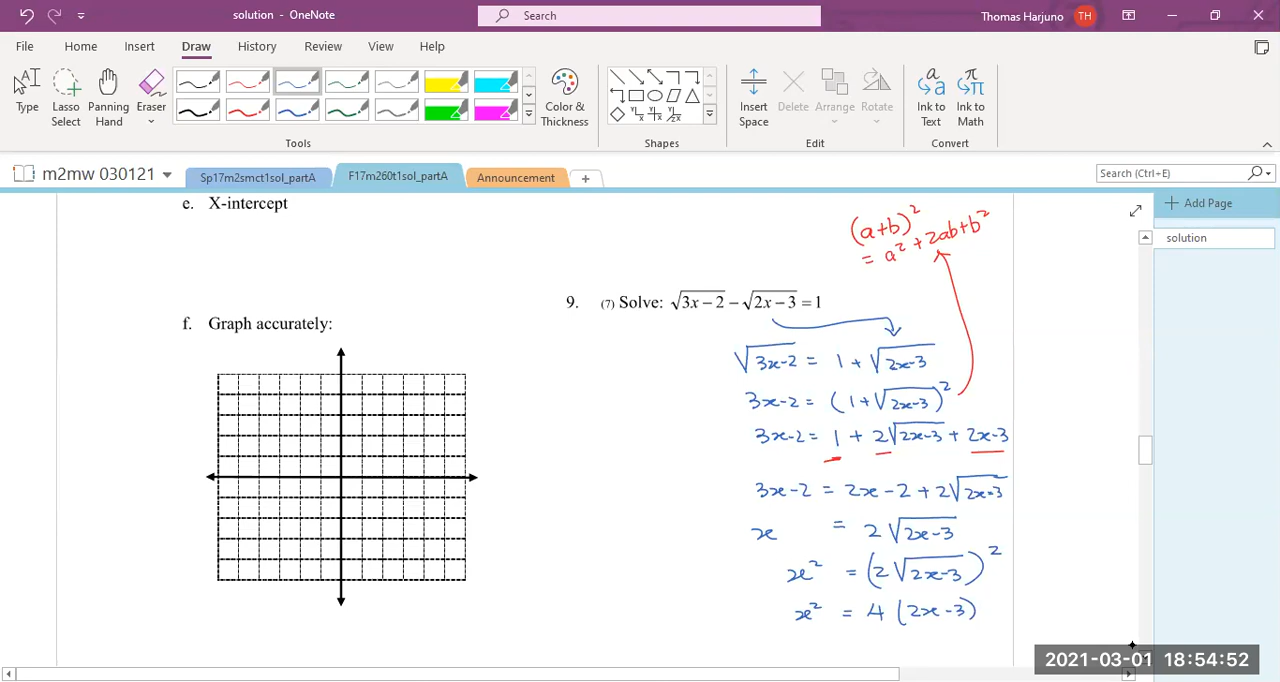 solution - OneNote
Search
Thomas Harjuno TH
File Home Insert Draw History Review View Help
Type
Lasso Select
Panning Hand
Eraser
Color & Thickness
Insert Space
Delete
Arrange
Rotate
Ink to Text
Ink to Math
Tools
Shapes
Edit
Convert
m2mw 030121
Sp17m2smct1sol_partA
F17m260t1sol_partA
Announcement
Search (Ctrl+E)
Add Page
solution
e. X-intercept
(a+b)²
= a² + 2ab + b²
9. (7) Solve: √(3x − 2) − √(2x − 3) = 1
f. Graph accurately:
√(3x-2) = 1 + √(2x-3)
3x-2 = (1+√(2x-3))²
3x-2 = 1 + 2√(2x-3) + 2x-3
3x-2 = 2x-2 + 2√(2x-3)
x = 2√(2x-3)
x² = (2√(2x-3))²
x² = 4(2x-3)
2021-03-01 18:54:52